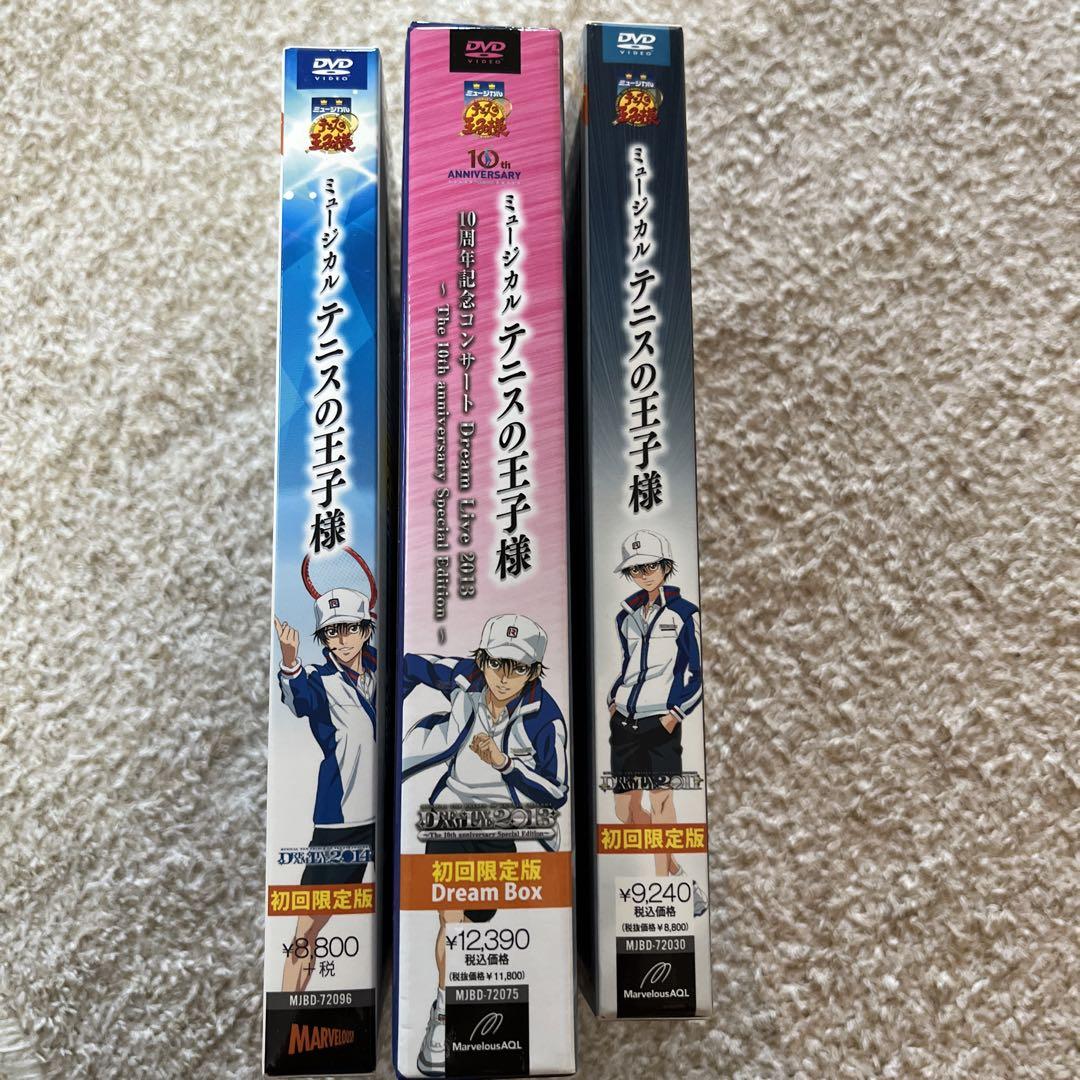 DVD
VIDEO
ミュージカル
テニスの
王子様
ミュージカル テニスの王子様
R
DREAM LIVE 2014
初回限定版
¥8,800
+税
MJBD-72096
MARVELOUS!
DVD
VIDEO
ミュージカル
テニスの
王子様
10th
ANNIVERSARY
ミュージカル テニスの王子様
10周年記念コンサート Dream Live 2013
~ The 10th anniversary Special Edition ~
R
DREAM LIVE 2013
~The 10th anniversary Special Edition~
初回限定版
Dream Box
¥12,390
税込価格
(税抜価格¥11,800)
MJBD-72075
MarvelousAQL
DVD
VIDEO
ミュージカル
テニスの
王子様
ミュージカル テニスの王子様
R
DREAM LIVE 2011
初回限定版
¥9,240
税込価格
(税抜価格¥8,800)
MJBD-72030
MarvelousAQL